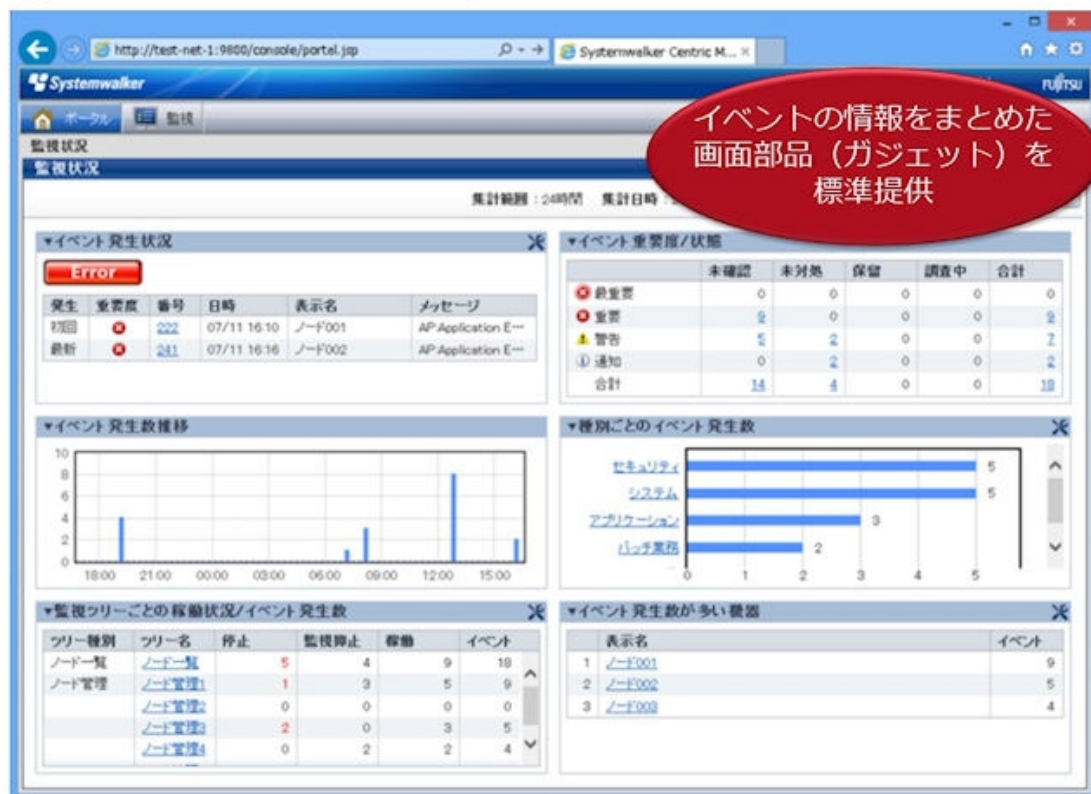 http://test-net-1:9800/console/portal.jsp
Systemwalker Centric M...
Systemwalker
FUJITSU
ポータル 監視
監視状況
監視状況
イベントの情報をまとめた
画面部品（ガジェット）を
標準提供
集計範囲：24時間 集計日時：
▼イベント発生状況
Error
発生 重要度 番号 日時 表示名 メッセージ
初回 222 07/11 16:10 ノード001 AP:Application E…
最新 241 07/11 16:16 ノード002 AP:Application E…
▼イベント重要度/状態
未確認 未対処 保留 調査中 合計
最重要 0 0 0 0 0
重要 9 0 0 0 9
警告 5 2 0 0 7
通知 0 2 0 0 2
合計 14 4 0 0 18
▼イベント発生数推移
10
8
6
4
2
0
18:00 21:00 00:00 03:00 06:00 09:00 12:00 15:00
▼種別ごとのイベント発生数
セキュリティ 5
システム 5
アプリケーション 3
バッチ業務 2
0 1 2 3 4 5
▼監視ツリーごとの稼働状況/イベント発生数
ツリー種別 ツリー名 停止 監視抑止 稼働 イベント
ノード一覧 ノード一覧 5 4 9 18
ノード管理 ノード管理1 1 3 5 9
ノード管理2 0 0 0 0
ノード管理3 2 0 3 5
ノード管理4 0 2 2 4
▼イベント発生数が多い機器
表示名 イベント
1 ノード001 9
2 ノード002 5
3 ノード003 4